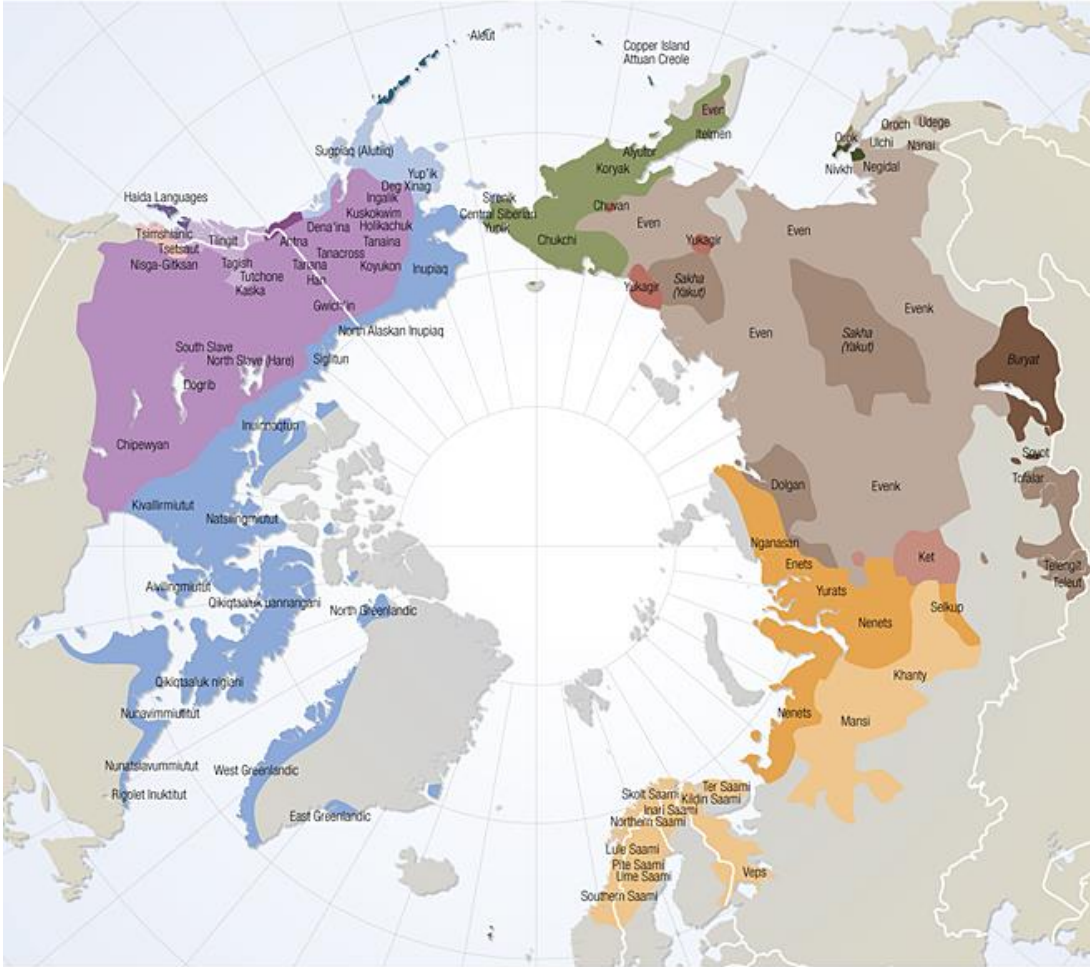 Aleut
Copper Island
Attuan Creole
Even
Itelmen
Alyutor
Koryak
Orok
Oroch
Udege
Ulchi
Nanai
Nivkh
Negidal
Sugpiaq (Alutiiq)
Yup'ik
Deg Xinag
Ingalik
Kuskokwim
Holikachuk
Dena'ina
Tanaina
Antna
Tanacross
Tanana
Koyukon
Han
Inupiaq
Gwich'in
Haida Languages
Tsimshianic
Tsetsaut
Nisga-Gitksan
Tlingit
Tagish
Tutchone
Kaska
Sirenik
Central Siberian
Yupik
Chuvan
Even
Chukchi
Yukagir
Even
Yukagir
Sakha
(Yakut)
Evenk
Even
Sakha
(Yakut)
Buryat
North Alaskan Inupiaq
Siglitun
South Slave
North Slave (Hare)
Dogrib
Inuinnaqtun
Chipewyan
Kivallirmiutut
Natsilingmiutut
Soyot
Tofalar
Dolgan
Evenk
Nganasan
Enets
Ket
Telengit
Teleut
Yurats
Selkup
Nenets
Aivilingmiutut
Qikiqtaaluk uannangani
North Greenlandic
Khanty
Qikiqtaaluk nigiani
Nenets
Mansi
Nunavimmiutitut
Nunatsiavummiutut
West Greenlandic
Rigolet Inuktitut
East Greenlandic
Ter Saami
Skolt Saami
Kildin Saami
Inari Saami
Northern Saami
Lule Saami
Pite Saami
Ume Saami
Veps
Southern Saami